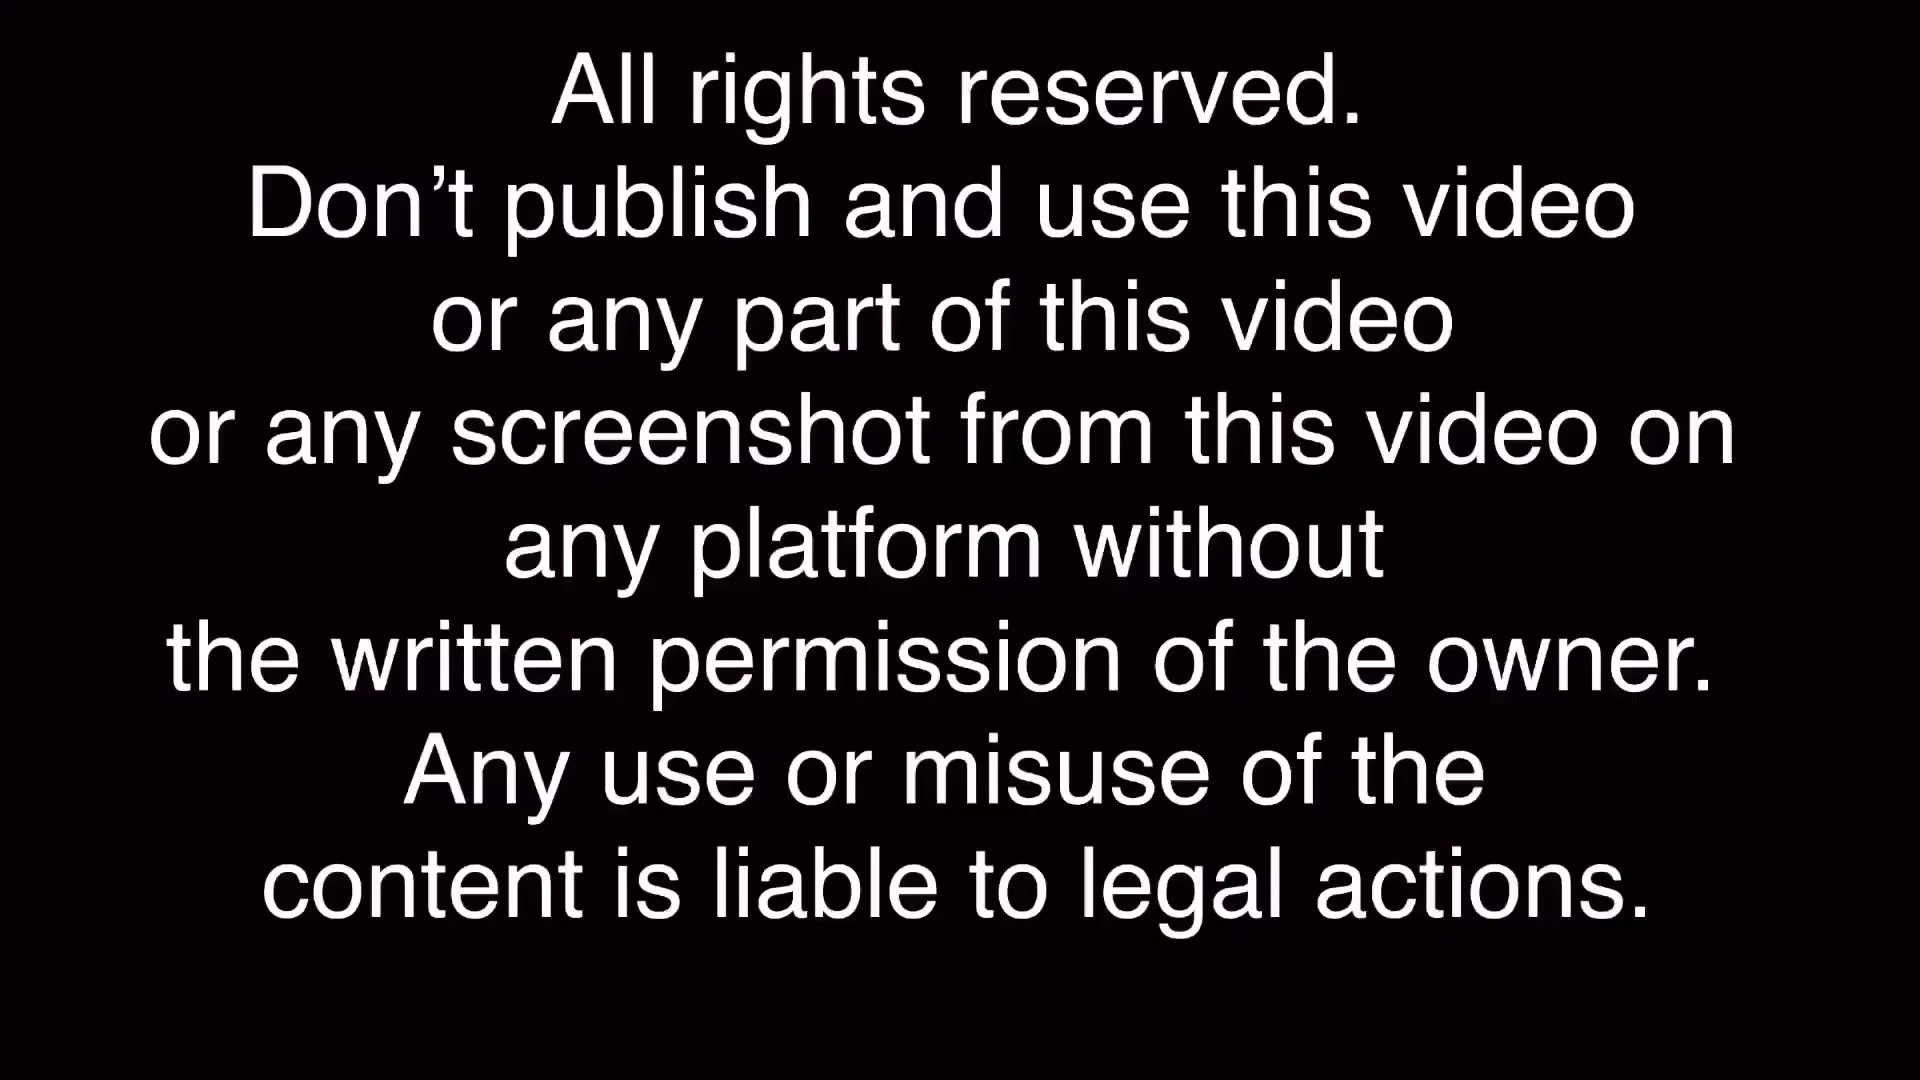 All rights reserved.
Don’t publish and use this video
or any part of this video
or any screenshot from this video on
any platform without
the written permission of the owner.
Any use or misuse of the
content is liable to legal actions.